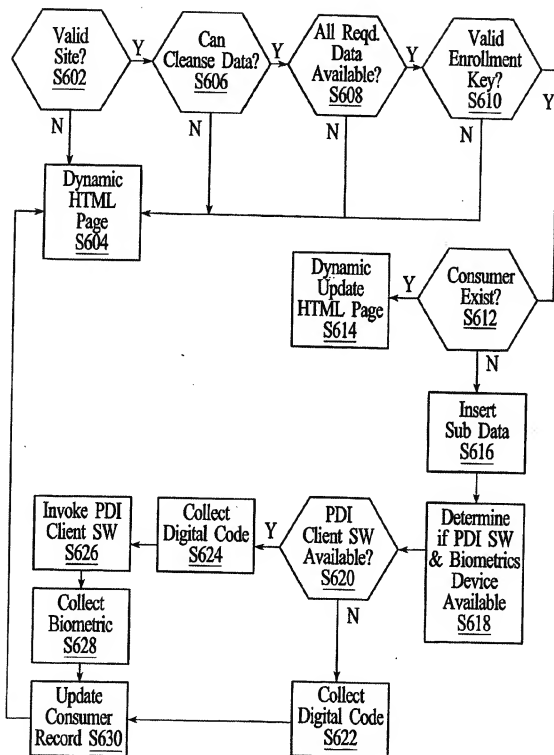 Valid
Site?
S602
Y
N
Can
Cleanse Data?
S606
Y
N
All Reqd.
Data
Available?
S608
Y
N
Valid
Enrollment
Key?
S610
Y
N
Dynamic
HTML
Page
S604
Dynamic
Update
HTML Page
S614
Y
Consumer
Exist?
S612
N
Insert
Sub Data
S616
Invoke PDI
Client SW
S626
Collect
Digital Code
S624
Y
PDI
Client SW
Available?
S620
N
Determine
if PDI SW
& Biometrics
Device
Available
S618
Collect
Biometric
S628
Update
Consumer
Record S630
Collect
Digital Code
S622